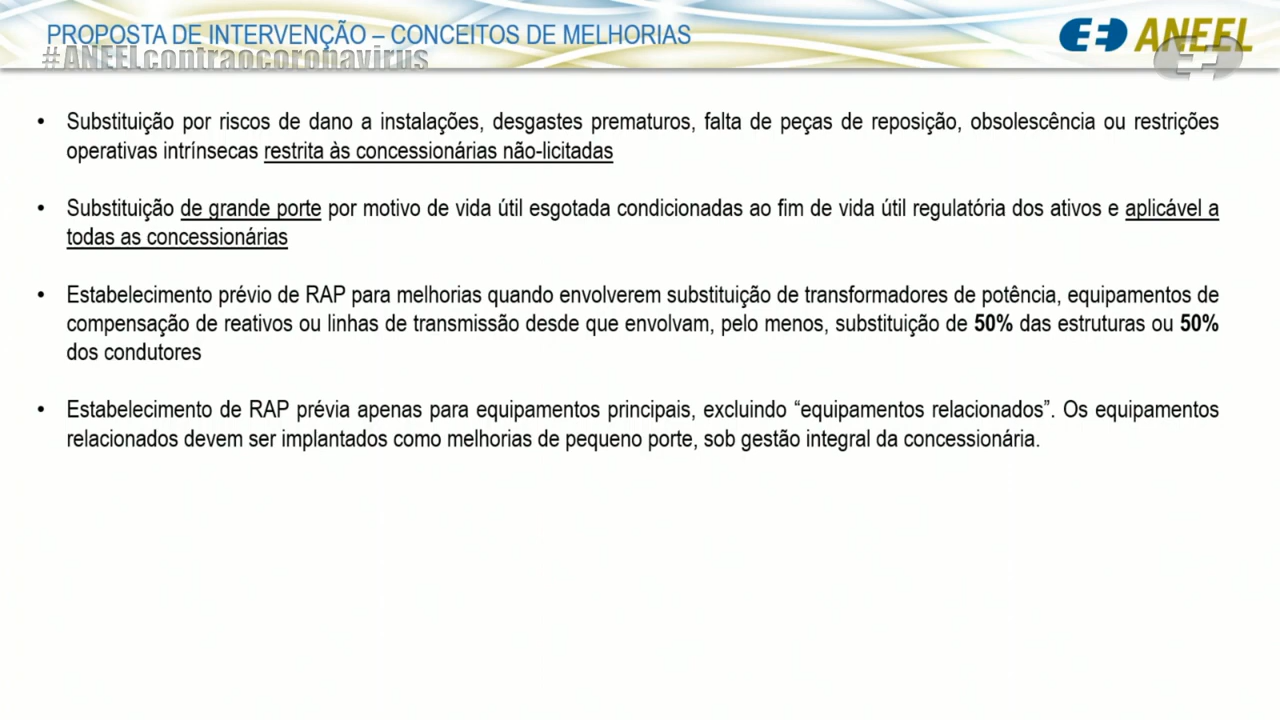 PROPOSTA DE INTERVENÇÃO – CONCEITOS DE MELHORIAS
ANEEL
#ANEELcontraocoronavirus
• Substituição por riscos de dano a instalações, desgastes prematuros, falta de peças de reposição, obsolescência ou restrições
operativas intrínsecas restrita às concessionárias não-licitadas
• Substituição de grande porte por motivo de vida útil esgotada condicionadas ao fim de vida útil regulatória dos ativos e aplicável a
todas as concessionárias
• Estabelecimento prévio de RAP para melhorias quando envolverem substituição de transformadores de potência, equipamentos de
compensação de reativos ou linhas de transmissão desde que envolvam, pelo menos, substituição de 50% das estruturas ou 50%
dos condutores
• Estabelecimento de RAP prévia apenas para equipamentos principais, excluindo “equipamentos relacionados”. Os equipamentos
relacionados devem ser implantados como melhorias de pequeno porte, sob gestão integral da concessionária.